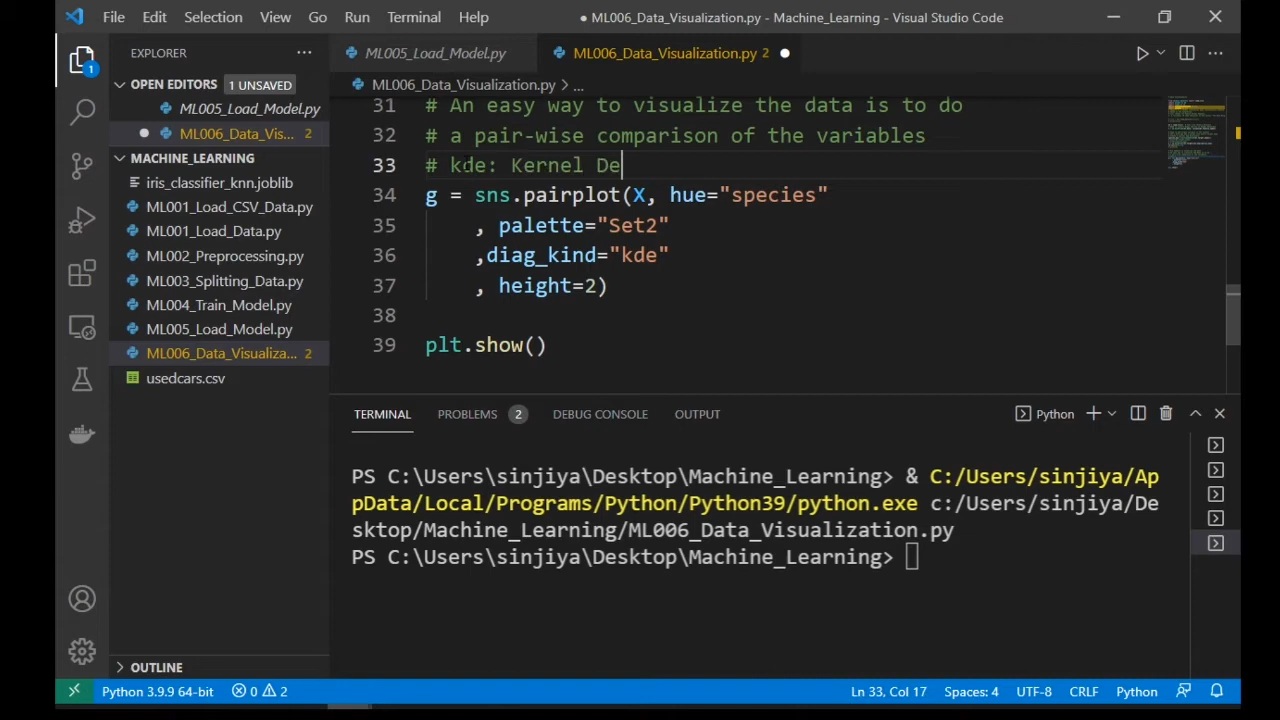 File Edit Selection View Go Run Terminal Help
● ML006_Data_Visualization.py - Machine_Learning - Visual Studio Code
EXPLORER
ML005_Load_Model.py
ML006_Data_Visualization.py 2
1
OPEN EDITORS 1 UNSAVED
ML005_Load_Model.py
ML006_Data_Vis... 2
MACHINE_LEARNING
iris_classifier_knn.joblib
ML001_Load_CSV_Data.py
ML001_Load_Data.py
ML002_Preprocessing.py
ML003_Splitting_Data.py
ML004_Train_Model.py
ML005_Load_Model.py
ML006_Data_Visualiza... 2
usedcars.csv
OUTLINE
ML006_Data_Visualization.py > ...
31 # An easy way to visualize the data is to do
32 # a pair-wise comparison of the variables
33 # kde: Kernel De
34 g = sns.pairplot(X, hue="species"
35 , palette="Set2"
36 ,diag_kind="kde"
37 , height=2)
38
39 plt.show()
TERMINAL PROBLEMS 2 DEBUG CONSOLE OUTPUT
Python
PS C:\Users\sinjiya\Desktop\Machine_Learning> & C:/Users/sinjiya/Ap
pData/Local/Programs/Python/Python39/python.exe c:/Users/sinjiya/De
sktop/Machine_Learning/ML006_Data_Visualization.py
PS C:\Users\sinjiya\Desktop\Machine_Learning>
Python 3.9.9 64-bit 0 2 Ln 33, Col 17 Spaces: 4 UTF-8 CRLF Python